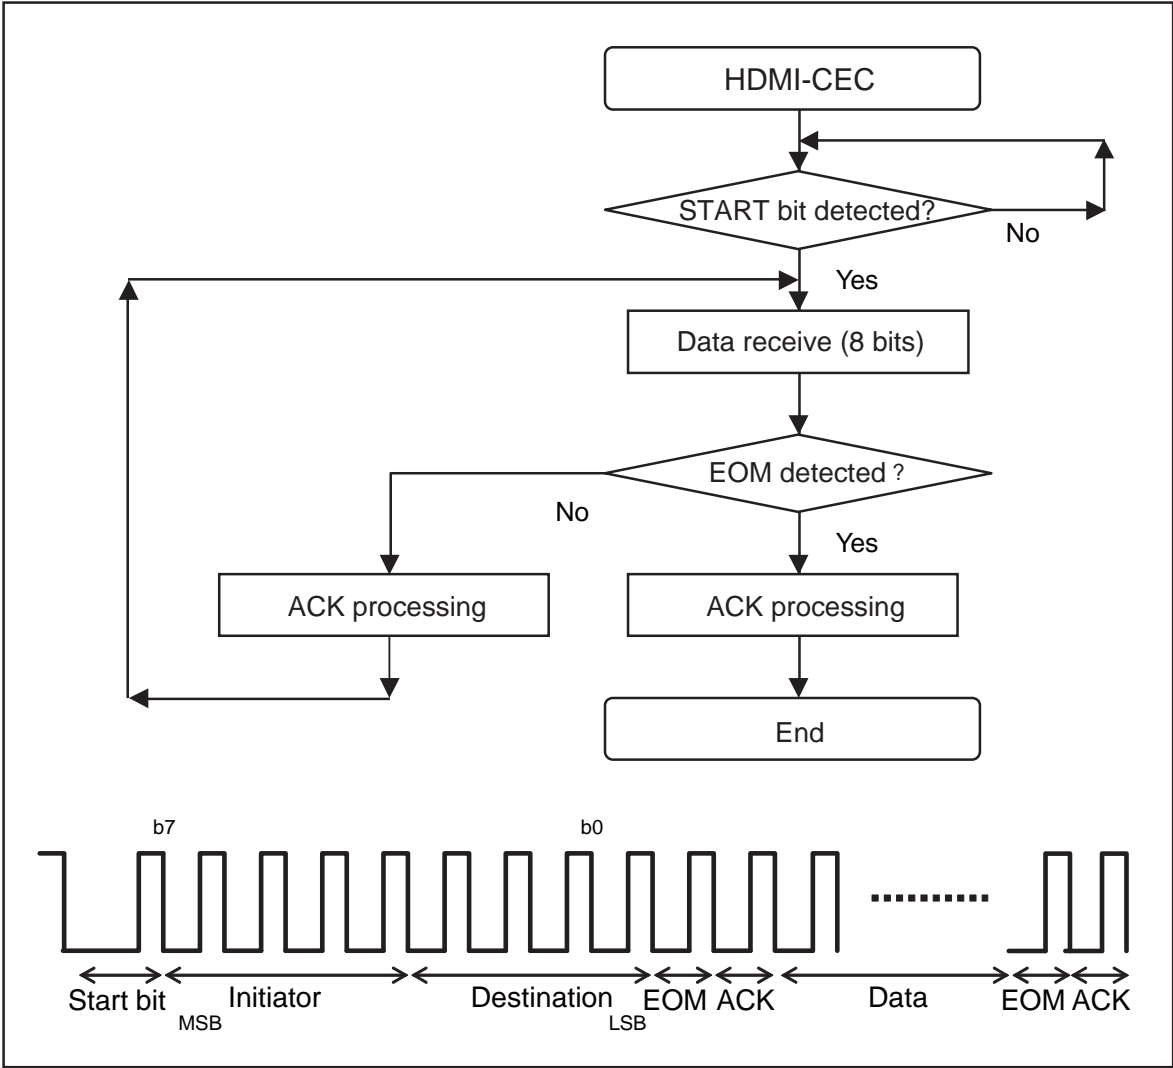 HDMI-CEC
START bit detected?
No
Yes
Data receive (8 bits)
EOM detected ?
No
Yes
ACK processing
ACK processing
End
b7
b0
Start bit
Initiator
Destination
EOM
ACK
Data
EOM
ACK
MSB
LSB